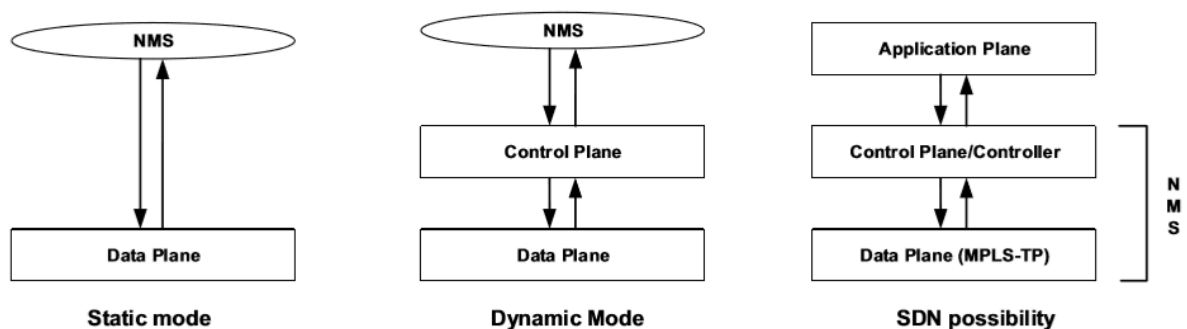 NMS
Data Plane
Static mode
NMS
Control Plane
Data Plane
Dynamic Mode
Application Plane
Control Plane/Controller
Data Plane (MPLS-TP)
N
M
S
SDN possibility